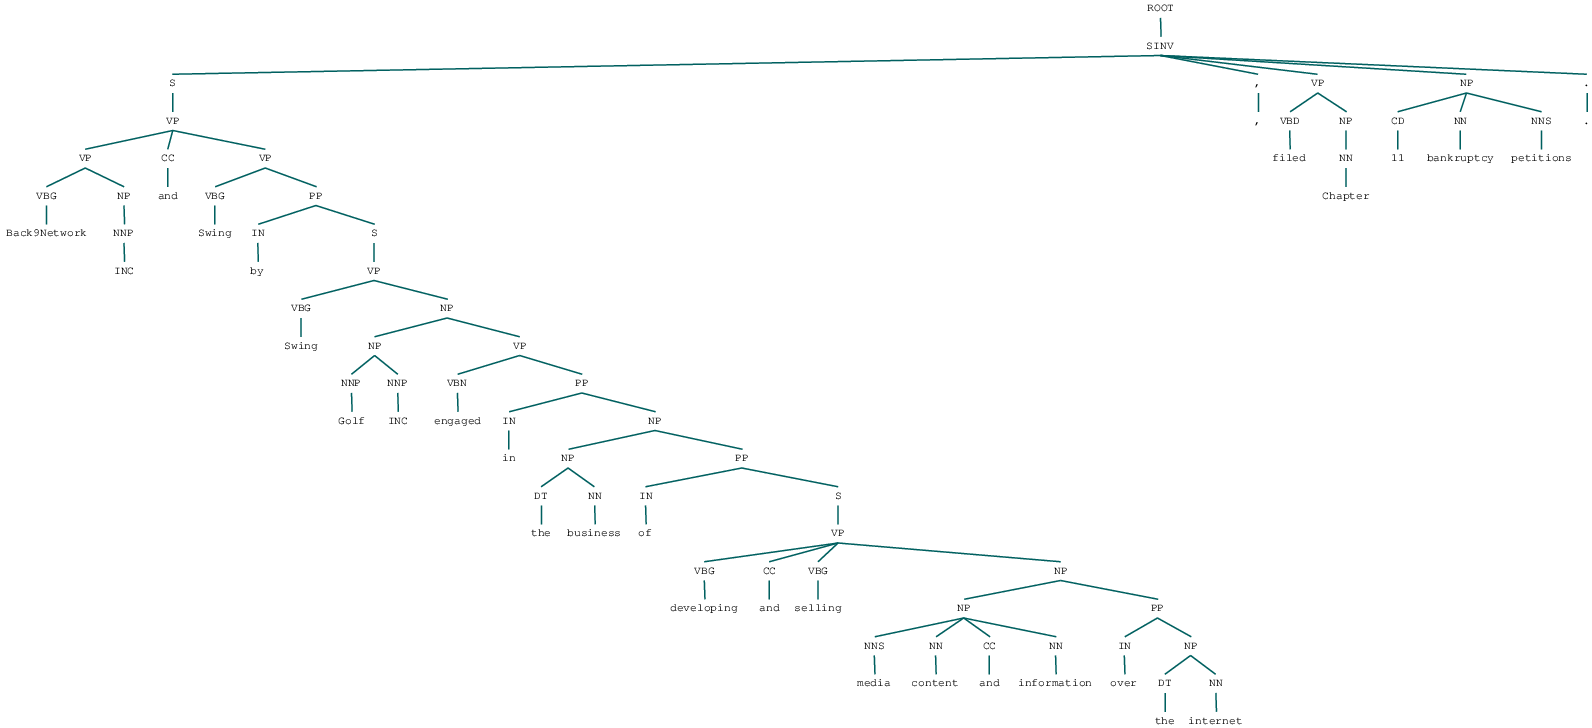 ROOT
SINV
S , VP NP .
VP , VBD NP CD NN NNS .
VP CC VP filed NN 11 bankruptcy petitions
VBG NP and VBG PP Chapter
Back9Network NNP Swing IN S
INC by VP
VBG NP
Swing NP VP
NNP NNP VBN PP
Golf INC engaged IN NP
in NP PP
DT NN IN S
the business of VP
VBG CC VBG NP
developing and selling NP PP
NNS NN CC NN IN NP
media content and information over DT NN
the internet